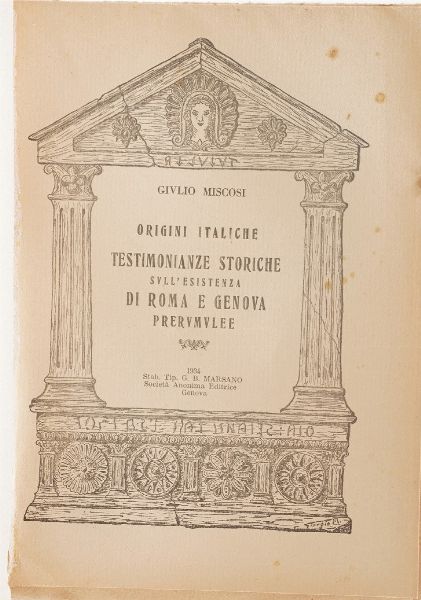 GIVLIO MISCOSI
ORIGINI ITALICHE
TESTIMONIANZE STORICHE
SVLL'ESISTENZA
DI ROMA E GENOVA
PRERVMVLEE
1934
Stab. Tip. G. B. MARSANO
Società Anonima Editrice
Genova